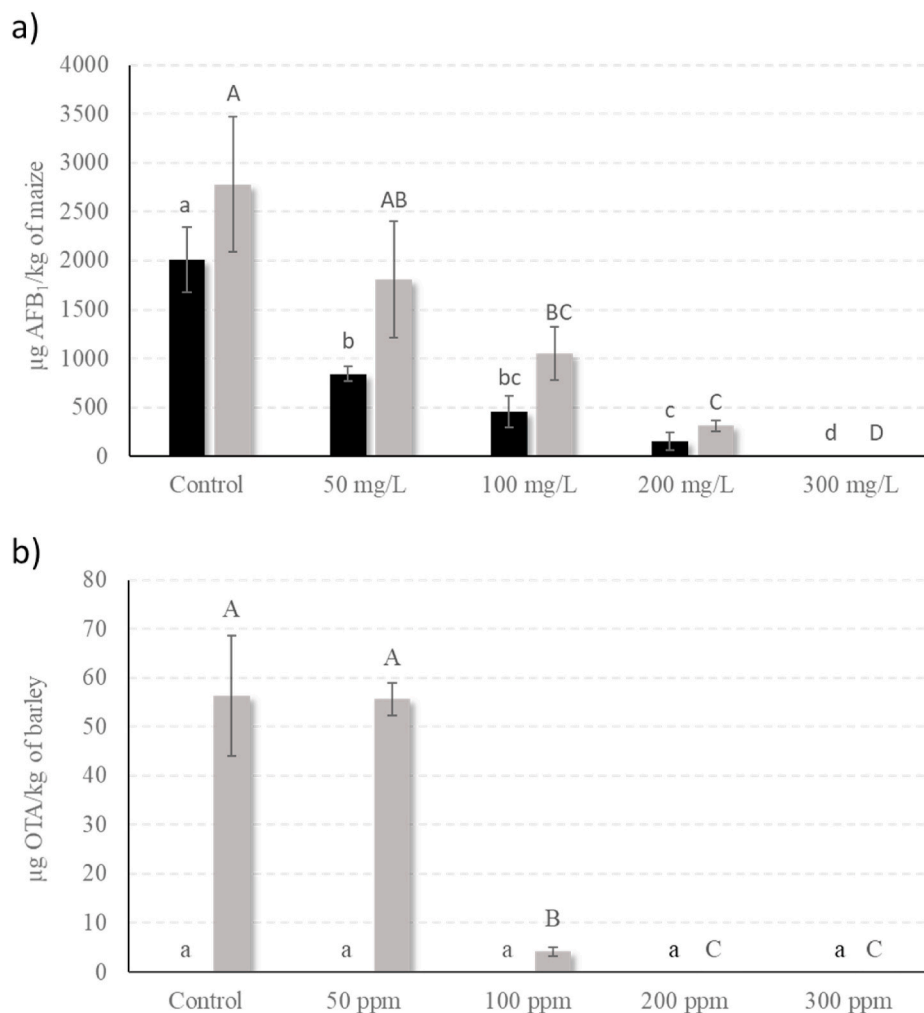 a)
µg AFB₁/kg of maize
4000
3500
3000
2500
2000
1500
1000
500
0
a
A
b
AB
bc
BC
c
C
d
D
Control
50 mg/L
100 mg/L
200 mg/L
300 mg/L
b)
µg OTA/kg of barley
80
70
60
50
40
30
20
10
0
a
A
a
A
a
B
a
C
a
C
Control
50 ppm
100 ppm
200 ppm
300 ppm